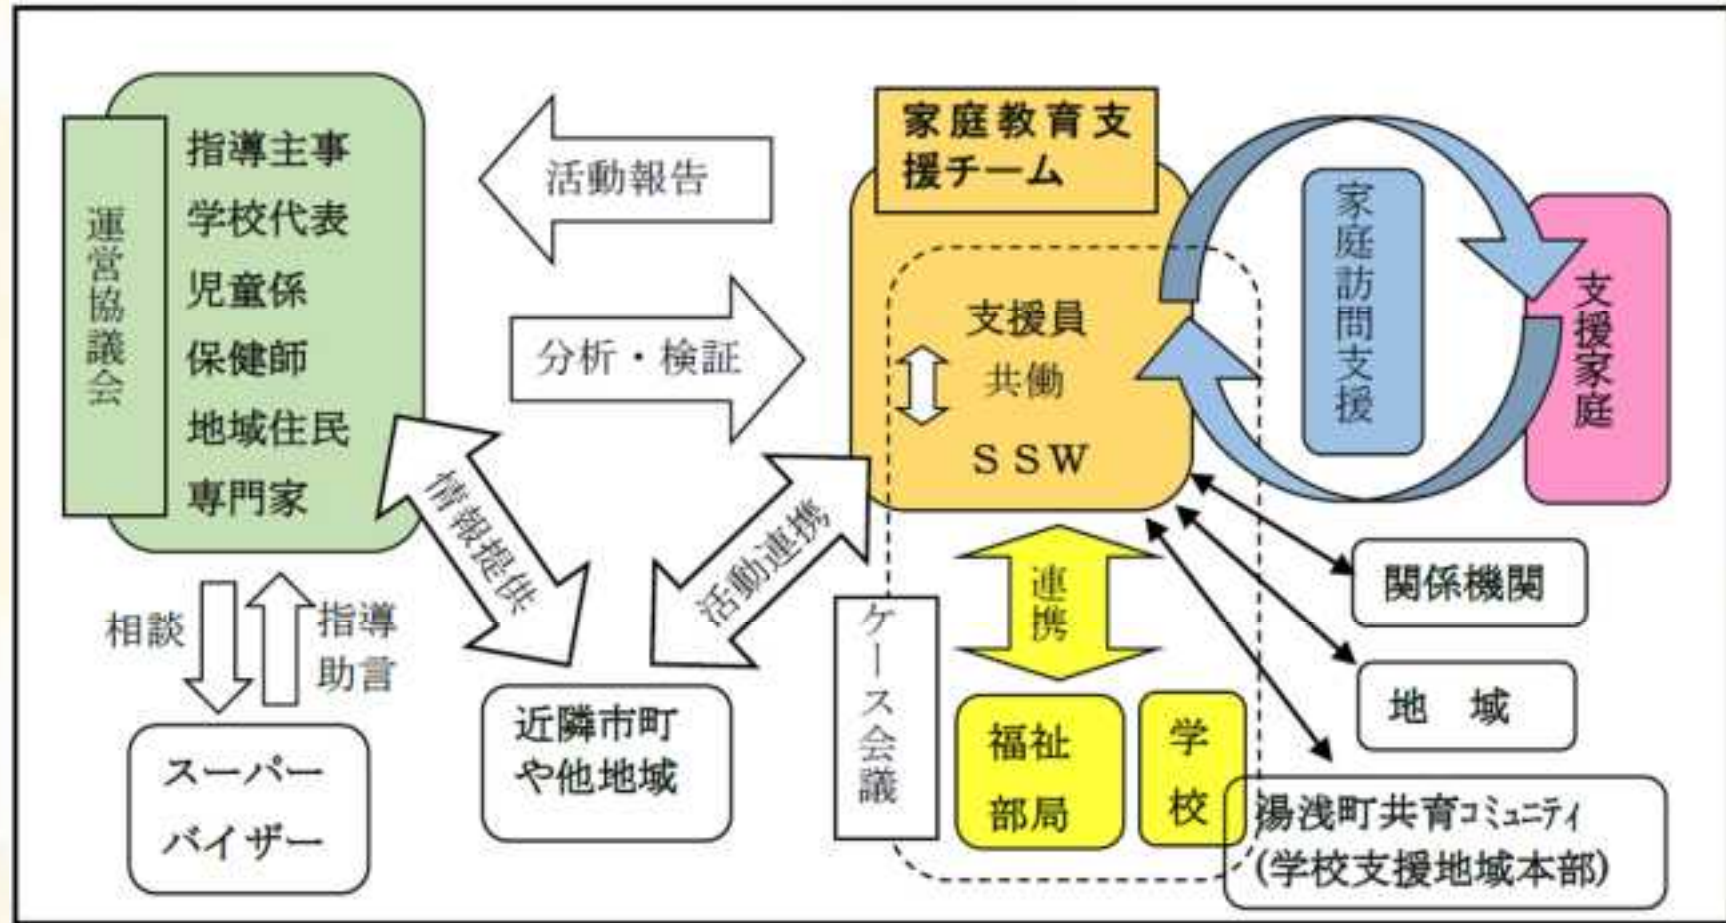 運営協議会
指導主事
学校代表
児童係
保健師
地域住民
専門家
活動報告
分析・検証
家庭教育支
援チーム
支援員
共働
ＳＳＷ
家庭訪問支援
支援家庭
情報提供
活動連携
連携
相談
指導
助言
スーパー
バイザー
近隣市町
や他地域
ケース会議
福祉
部局
学校
関係機関
地　域
湯浅町共育ｺﾐｭﾆﾃｨ
(学校支援地域本部)